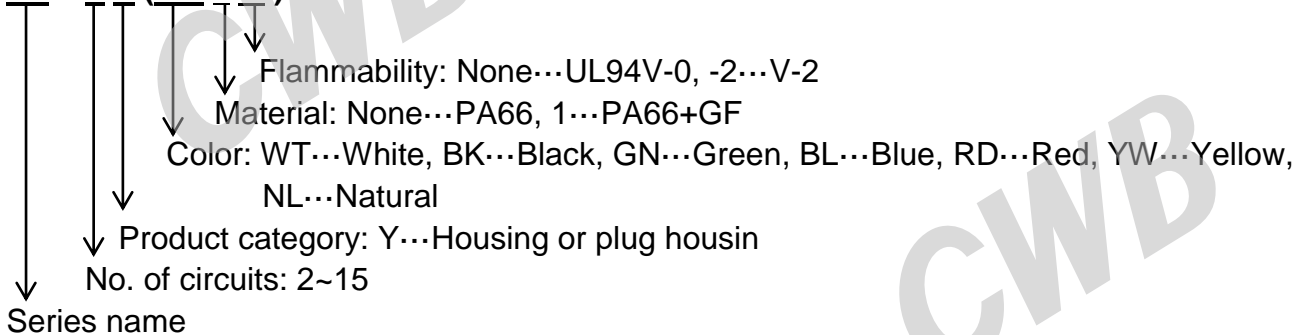 Flammability: None···UL94V-0, -2···V-2
Material: None···PA66, 1···PA66+GF
Color: WT···White, BK···Black, GN···Green, BL···Blue, RD···Red, YW···Yellow,
NL···Natural
Product category: Y···Housing or plug housin
No. of circuits: 2~15
Series name
CWB
CWB